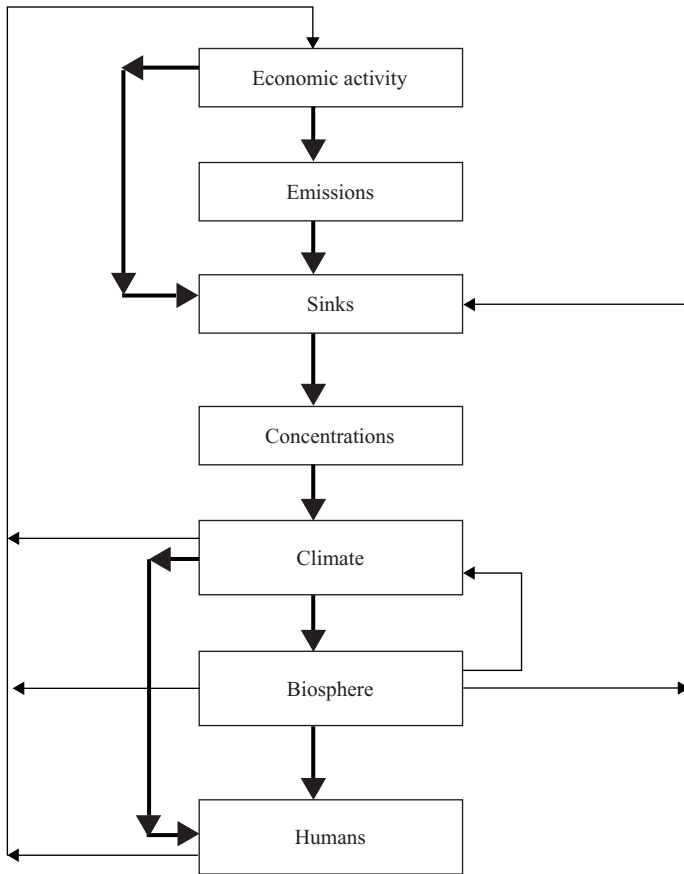 Economic activity
Emissions
Sinks
Concentrations
Climate
Biosphere
Humans